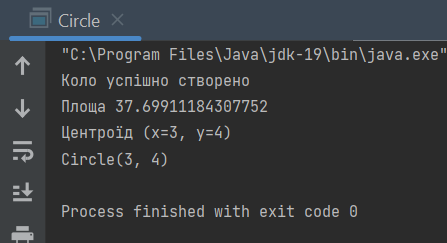 Circle
"C:\Program Files\Java\jdk-19\bin\java.exe"
Коло успішно створено
Площа 37.69911184307752
Центроїд (x=3, y=4)
Circle(3, 4)
Process finished with exit code 0